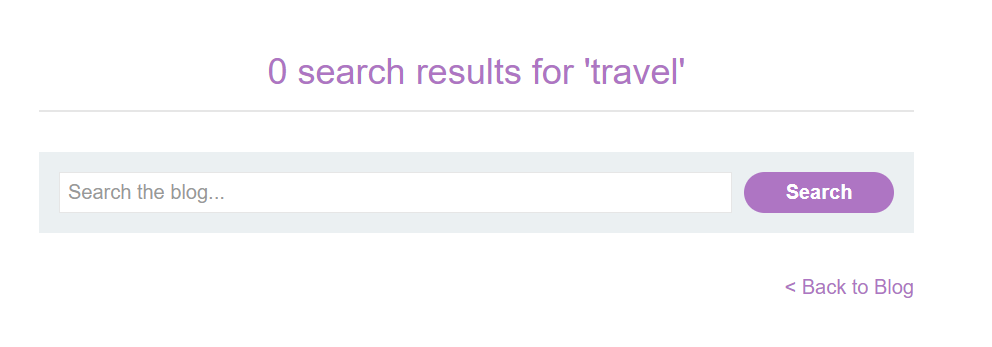 0 search results for 'travel'
Search the blog...
Search
< Back to Blog